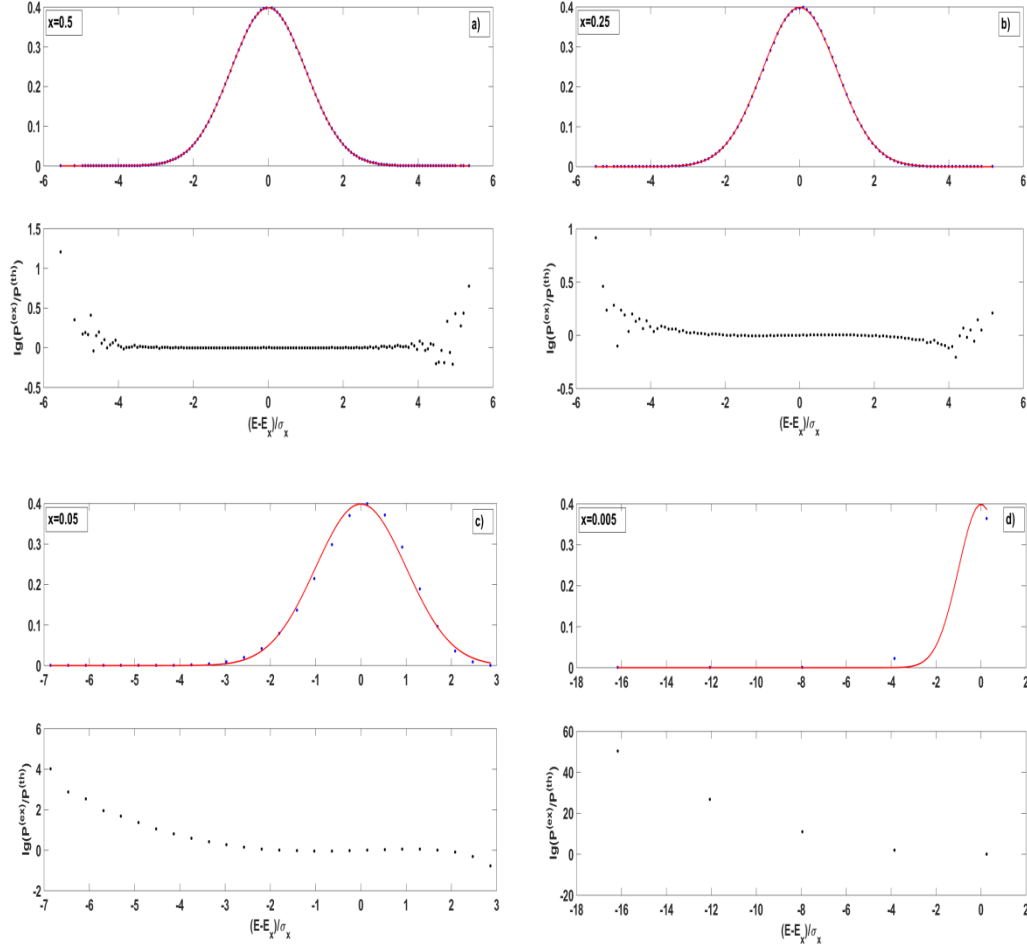 x=0.5
a)
0.4
0.3
0.2
0.1
0
-6 -4 -2 0 2 4 6
x=0.25
b)
0.4
0.3
0.2
0.1
0
-6 -4 -2 0 2 4 6
lg(P^(ex)/P^(th))
1.5
1
0.5
0
-0.5
-6 -4 -2 0 2 4 6
(E-E_x)/σ_x
lg(P^(ex)/P^(th))
1
0.5
0
-0.5
-6 -4 -2 0 2 4 6
(E-E_x)/σ_x
x=0.05
c)
0.4
0.3
0.2
0.1
0
-7 -6 -5 -4 -3 -2 -1 0 1 2 3
x=0.005
d)
0.4
0.3
0.2
0.1
0
-18 -16 -14 -12 -10 -8 -6 -4 -2 0 2
lg(P^(ex)/P^(th))
6
4
2
0
-2
-7 -6 -5 -4 -3 -2 -1 0 1 2 3
(E-E_x)/σ_x
lg(P^(ex)/P^(th))
60
40
20
0
-20
-18 -16 -14 -12 -10 -8 -6 -4 -2 0 2
(E-E_x)/σ_x